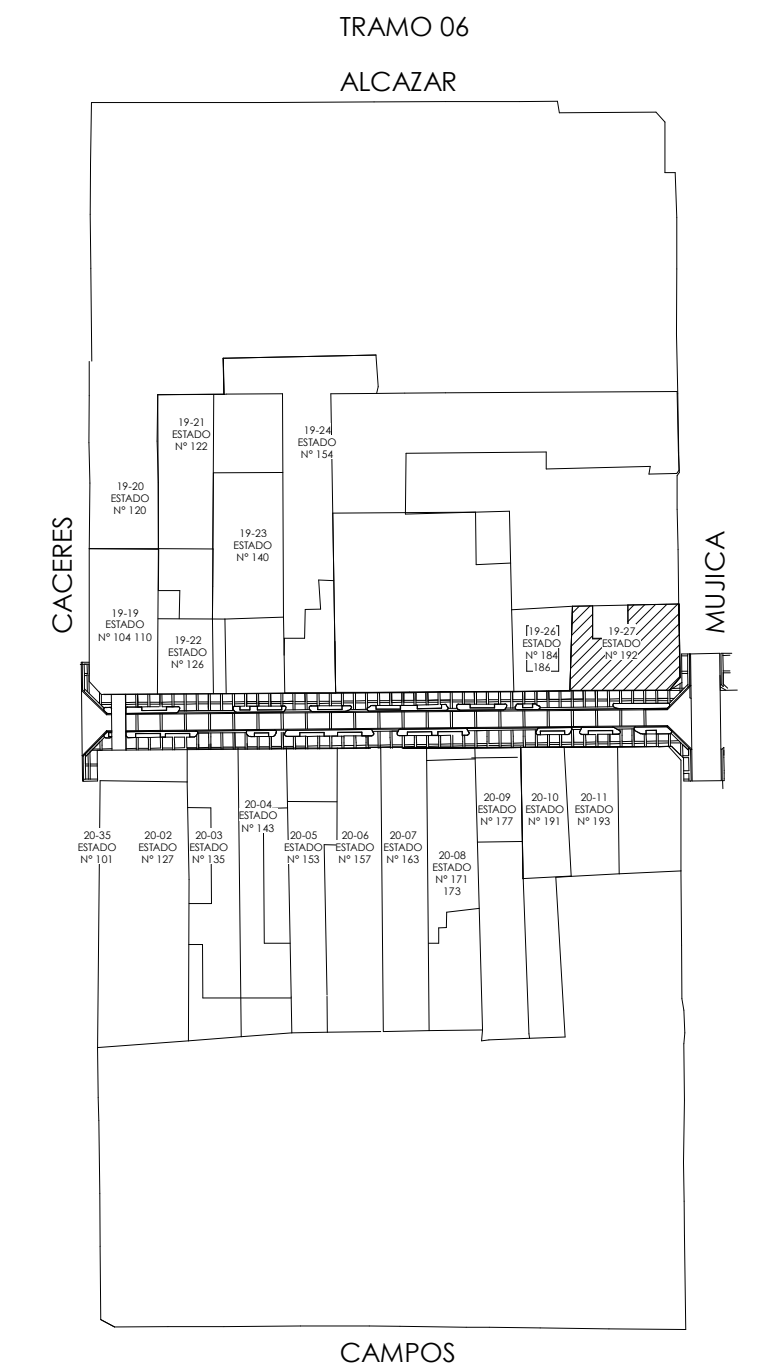 TRAMO 06
ALCAZAR
CACERES
MUJICA
19-20
ESTADO
N° 120
19-21
ESTADO
N° 122
19-24
ESTADO
N° 154
19-23
ESTADO
N° 140
19-19
ESTADO
N° 104 110
19-22
ESTADO
N° 126
19-26
ESTADO
N° 184
186
19-27
ESTADO
N° 192
20-35
ESTADO
N° 101
20-02
ESTADO
N° 127
20-03
ESTADO
N° 135
20-04
ESTADO
N° 143
20-05
ESTADO
N° 153
20-06
ESTADO
N° 157
20-07
ESTADO
N° 163
20-08
ESTADO
N° 171
173
20-09
ESTADO
N° 177
20-10
ESTADO
N° 191
20-11
ESTADO
N° 193
CAMPOS